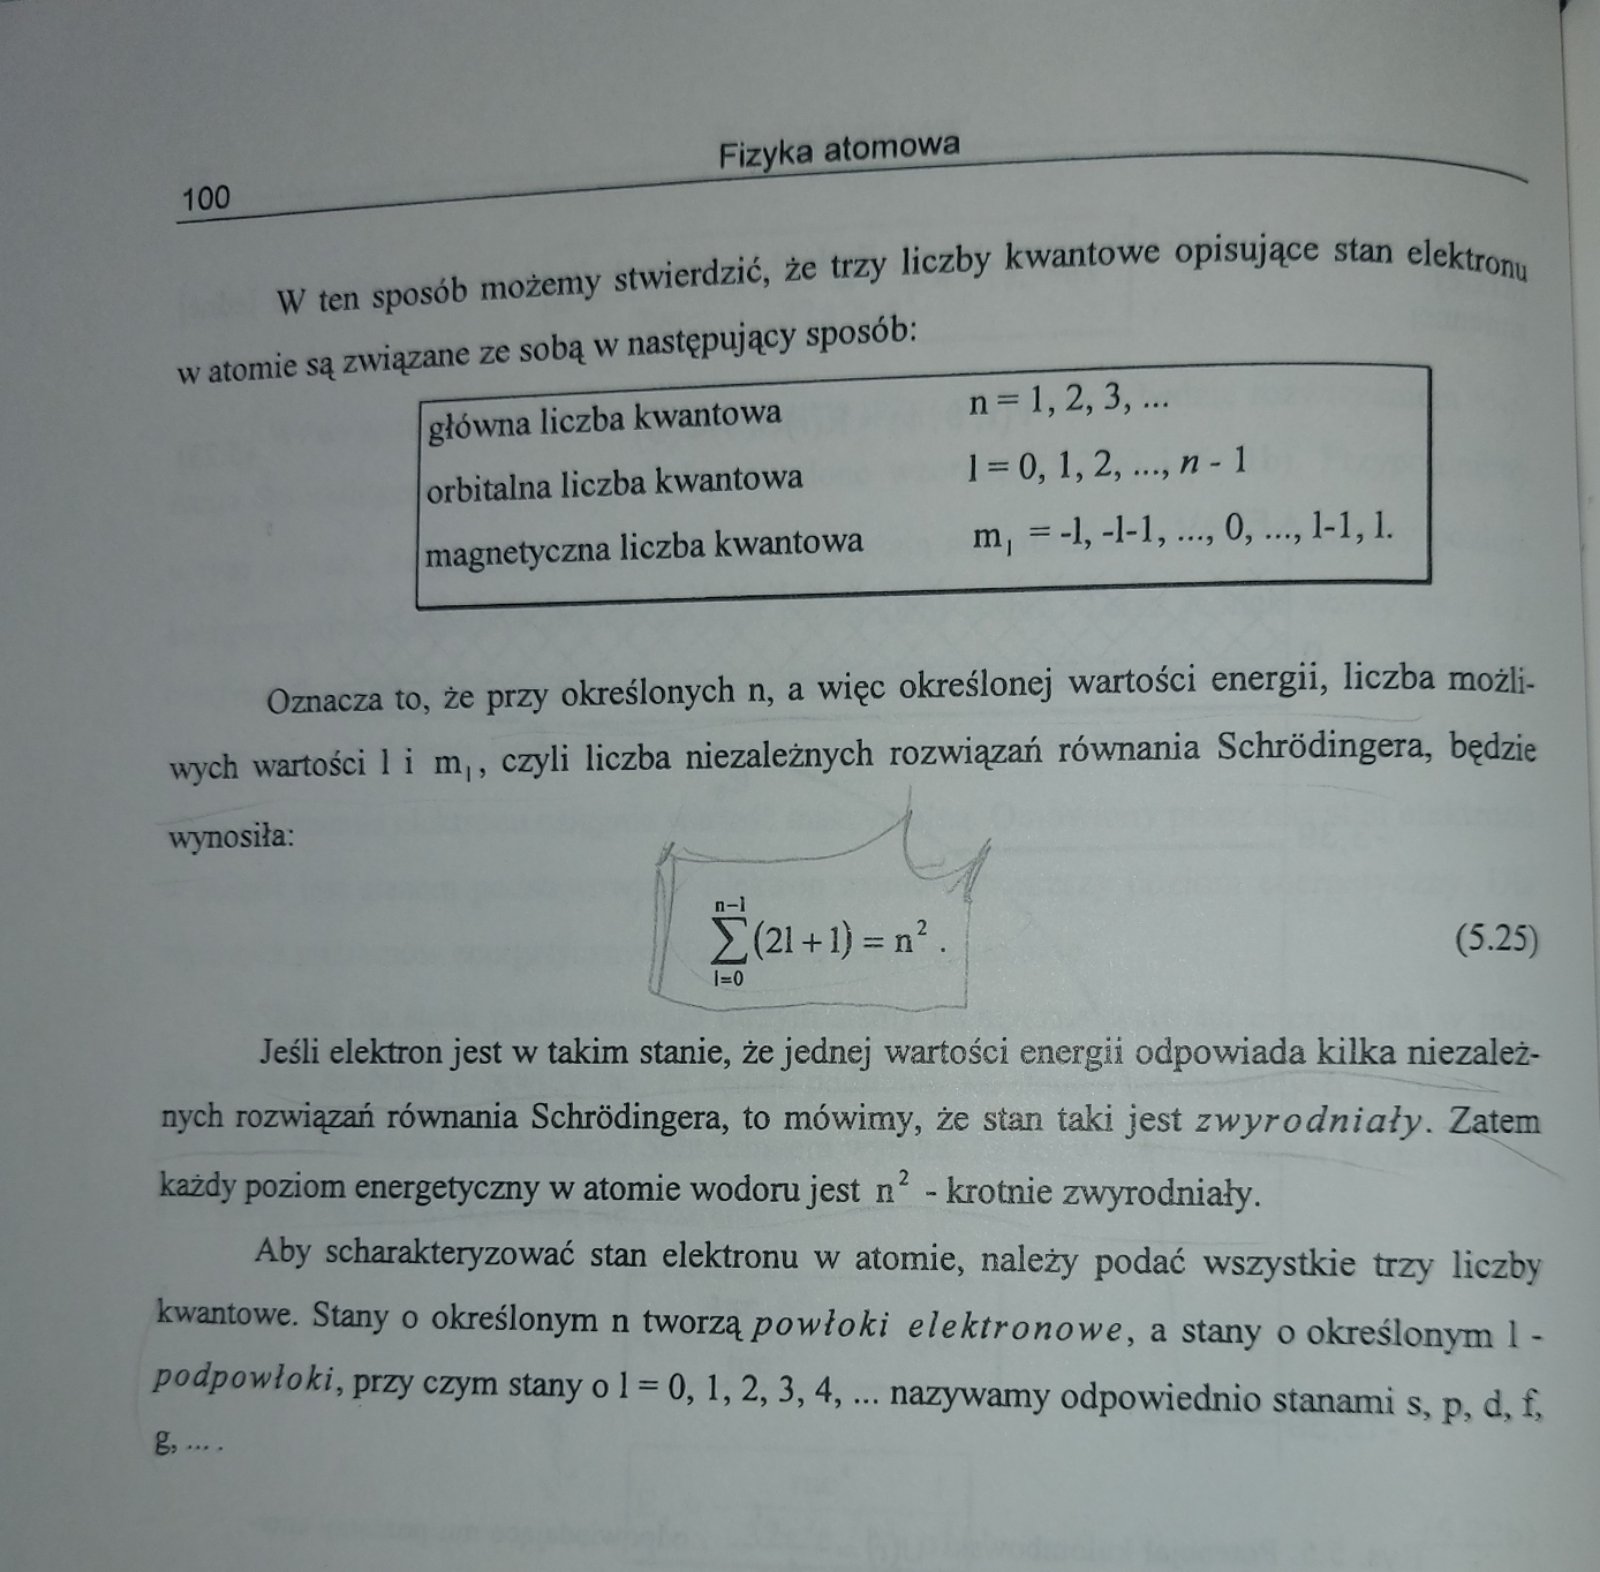 Fizyka atomowa
100
W ten sposób możemy stwierdzić, że trzy liczby kwantowe opisujące stan elektronu
w atomie są związane ze sobą w następujący sposób:
główna liczba kwantowa n = 1, 2, 3, ...
orbitalna liczba kwantowa l = 0, 1, 2, ..., n - 1
magnetyczna liczba kwantowa m_l = -l, -l-1, ..., 0, ..., l-1, l.
Oznacza to, że przy określonych n, a więc określonej wartości energii, liczba możli-
wych wartości l i m_l, czyli liczba niezależnych rozwiązań równania Schrödingera, będzie
wynosiła:
n-1
∑(2l + 1) = n². (5.25)
l=0
Jeśli elektron jest w takim stanie, że jednej wartości energii odpowiada kilka niezależ-
nych rozwiązań równania Schrödingera, to mówimy, że stan taki jest zwyrodniały. Zatem
każdy poziom energetyczny w atomie wodoru jest n² - krotnie zwyrodniały.
Aby scharakteryzować stan elektronu w atomie, należy podać wszystkie trzy liczby
kwantowe. Stany o określonym n tworzą powłoki elektronowe, a stany o określonym l -
podpowłoki, przy czym stany o l = 0, 1, 2, 3, 4, ... nazywamy odpowiednio stanami s, p, d, f,
g, ... .